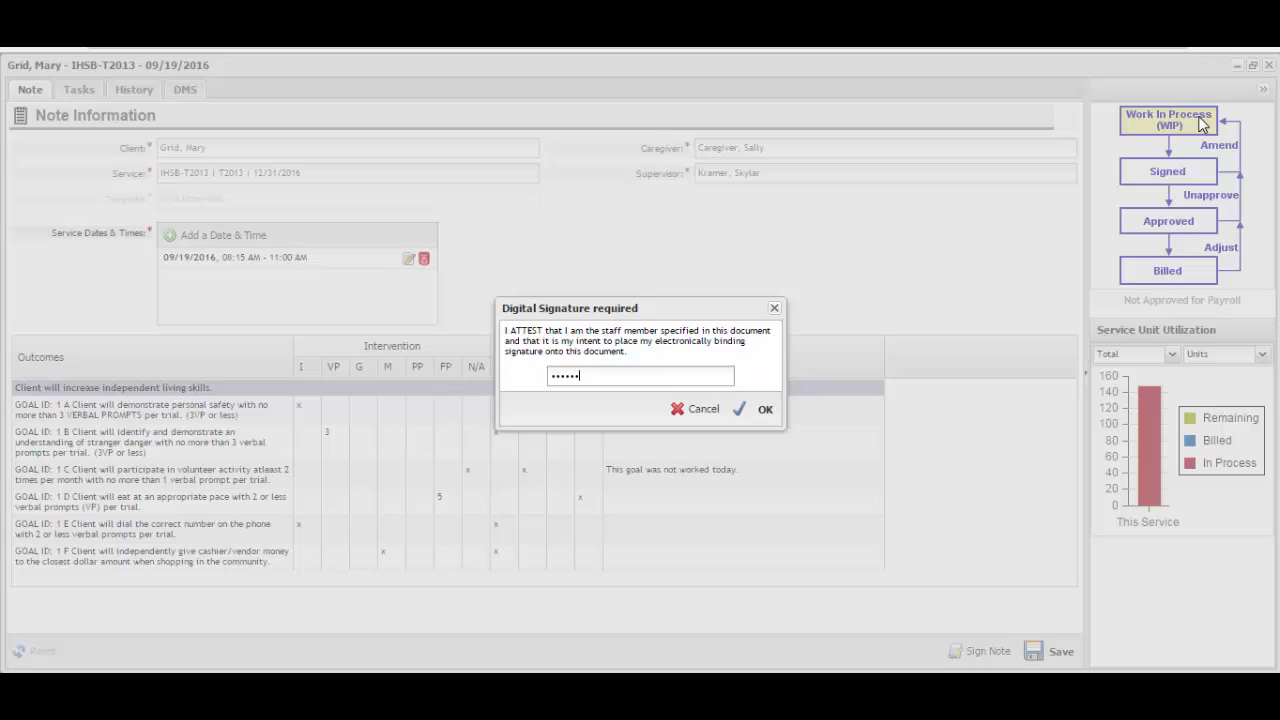 Grid, Mary - IHSB-T2013 - 09/19/2016
Note Tasks History DMS
Note Information
Client:* Grid, Mary
Caregiver:* Caregiver, Sally
Service:* IHSB-T2013 | T2013 | 12/31/2016
Supervisor:* Kramer, Skylar
Template:*
Service Dates & Times:*
Add a Date & Time
09/19/2016, 08:15 AM - 11:00 AM
Outcomes
Intervention
I VP G M PP FP N/A
Client will increase independent living skills.
GOAL ID: 1 A Client will demonstrate personal safety with no
more than 3 VERBAL PROMPTS per trial. (3VP or less)
x
GOAL ID: 1 B Client will identify and demonstrate an
understanding of stranger danger with no more than 3 verbal
prompts per trial. (3VP or less)
3
GOAL ID: 1 C Client will participate in volunteer activity atleast 2
times per month with no more than 1 verbal prompt per trial.
x x This goal was not worked today.
GOAL ID: 1 D Client will eat at an appropriate pace with 2 or less
verbal prompts (VP) per trial.
5 x
GOAL ID: 1 E Client will dial the correct number on the phone
with 2 or less verbal prompts per trial.
x x
GOAL ID: 1 F Client will independently give cashier/vendor money
to the closest dollar amount when shopping in the community.
x x
Digital Signature required
I ATTEST that I am the staff member specified in this document
and that it is my intent to place my electronically binding
signature onto this document.
••••••
Cancel OK
Reset
Sign Note Save
Work In Process
(WIP)
Amend
Signed
Unapprove
Approved
Adjust
Billed
Not Approved for Payroll
Service Unit Utilization
Total Units
160
140
120
100
80
60
40
20
0
This Service
Remaining
Billed
In Process